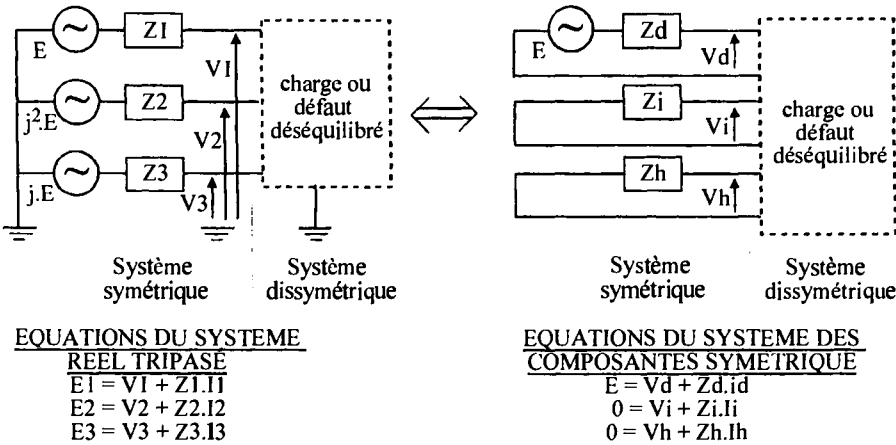 E
Z1
V1
j².E
Z2
V2
j.E
Z3
V3
charge ou
défaut
déséquilibré
Système
symétrique
Système
dissymétrique
EQUATIONS DU SYSTEME
REEL TRIPASÉ
E1 = V1 + Z1.I1
E2 = V2 + Z2.I2
E3 = V3 + Z3.I3
E
Zd
Vd
Zi
Vi
Zh
Vh
charge ou
défaut
déséquilibré
Système
symétrique
Système
dissymétrique
EQUATIONS DU SYSTEME DES
COMPOSANTES SYMETRIQUE
E = Vd + Zd.id
0 = Vi + Zi.Ii
0 = Vh + Zh.Ih